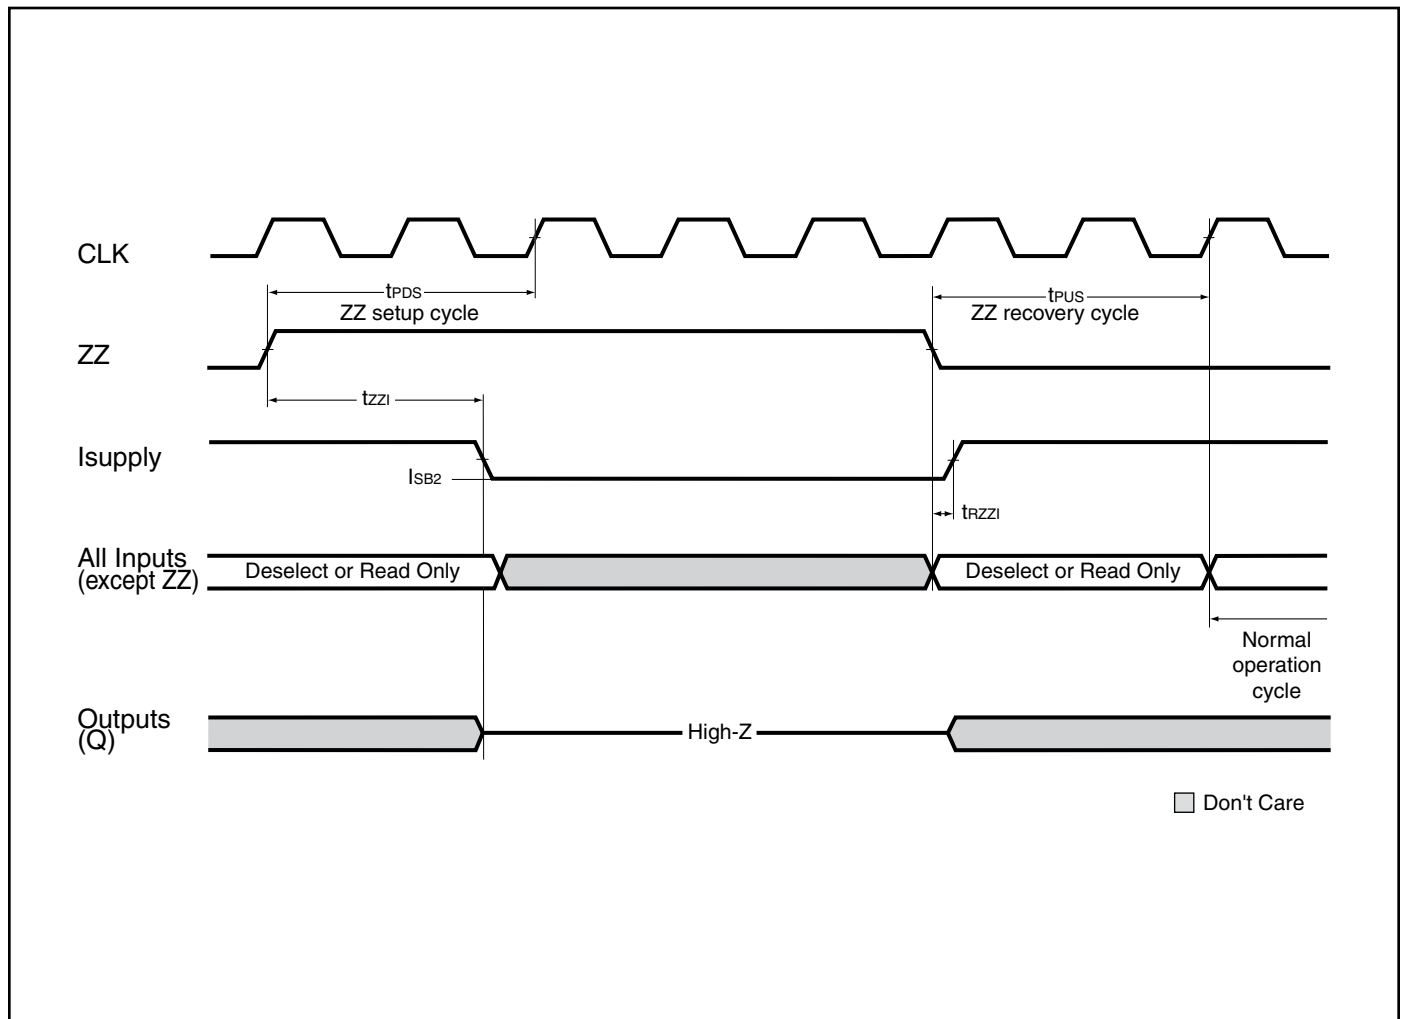 CLK
tPDS
ZZ setup cycle
tPUS
ZZ recovery cycle
ZZ
tZZI
Isupply
ISB2
tRZZI
All Inputs
(except ZZ)
Deselect or Read Only
Deselect or Read Only
Normal
operation
cycle
Outputs
(Q)
High-Z
Don't Care